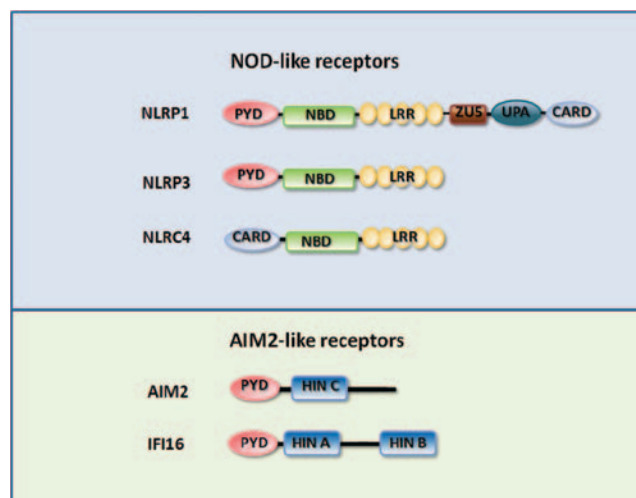 NOD-like receptors
NLRP1 PYD NBD LRR ZU5 UPA CARD
NLRP3 PYD NBD LRR
NLRC4 CARD NBD LRR
AIM2-like receptors
AIM2 PYD HIN C
IFI16 PYD HIN A HIN B